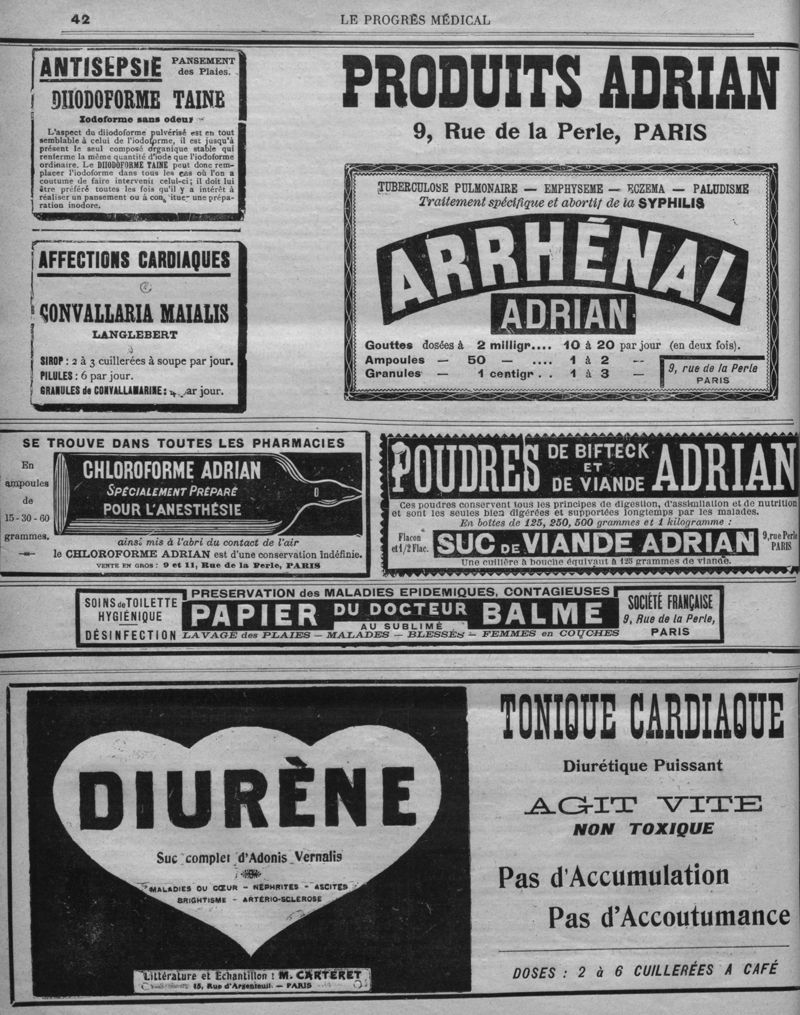 42
LE PROGRÈS MÉDICAL
ANTISEPSIE
PANSEMENT
des Plaies.
DIIODOFORME TAINE
Iodoforme sans odeur
L'aspect du diiodoforme pulvérisé est en tout
semblable à celui de l'iodoforme, il est jusqu'à
présent le seul composé organique stable qui
renferme la même quantité d'iode que l'iodoforme
ordinaire. Le DIIODOFORME TAINE peut donc rem-
placer l'iodoforme dans tous les cas où l'on a
coutume de faire intervenir celui-ci; il doit lui
être préféré toutes les fois qu'il y a intérêt à
réaliser un pansement ou à une prépa-
ration inodore.
AFFECTIONS CARDIAQUES
CONVALLARIA MAIALIS
LANGLEBERT
SIROP : 2 à 3 cuillerées à soupe par jour.
PILULES : 6 par jour.
GRANULES de CONVALLAMARINE : 4 par jour.
PRODUITS ADRIAN
9, Rue de la Perle, PARIS
TUBERCULOSE PULMONAIRE — EMPHYSEME — ECZEMA — PALUDISME
Traitement spécifique et abortif de la SYPHILIS
ARRHÉNAL
ADRIAN
Gouttes dosées à 2 milligr.... 10 à 20 par jour (en deux fois).
Ampoules — 50 — .... 1 à 2 —
Granules — 1 centigr . . 1 à 3 —
9, rue de la Perle
PARIS
SE TROUVE DANS TOUTES LES PHARMACIES
En
ampoules
de
15-30-60
grammes.
CHLOROFORME ADRIAN
SPÉCIALEMENT PRÉPARÉ
POUR L'ANESTHÉSIE
ainsi mis à l'abri du contact de l'air
le CHLOROFORME ADRIAN est d'une conservation indéfinie.
VENTE EN GROS : 9 et 11, Rue de la Perle, PARIS
POUDRES DE BIFTECK
ET
DE VIANDE ADRIAN
Ces poudres conservent tous les principes de digestion, d'assimilation et de nutrition
et sont les seules bien digérées et supportées longtemps par les malades.
En boîtes de 125, 250, 500 grammes et 1 kilogramme :
Flacon
et 1/2 Flac.
SUC DE VIANDE ADRIAN
9, rue Perle
PARIS
Une cuillère à bouche équivaut à 125 grammes de viande.
SOINS de TOILETTE
HYGIÉNIQUE
DÉSINFECTION
PRESERVATION des MALADIES EPIDEMIQUES, CONTAGIEUSES
PAPIER DU DOCTEUR BALME
AU SUBLIMÉ
LAVAGE des PLAIES — MALADES — BLESSÉS — FEMMES en COUCHES
SOCIÉTÉ FRANÇAISE
9, Rue de la Perle,
PARIS
DIURÈNE
Suc complet d'Adonis Vernalis
MALADIES DU CŒUR - NÉPHRITES - ASCITES
BRIGHTISME - ARTÉRIO-SCLEROSE
Littérature et Echantillon : M. CARTERET
15, Rue d'Argenteuil. — PARIS
TONIQUE CARDIAQUE
Diurétique Puissant
AGIT VITE
NON TOXIQUE
Pas d'Accumulation
Pas d'Accoutumance
DOSES : 2 à 6 CUILLERÉES A CAFÉ